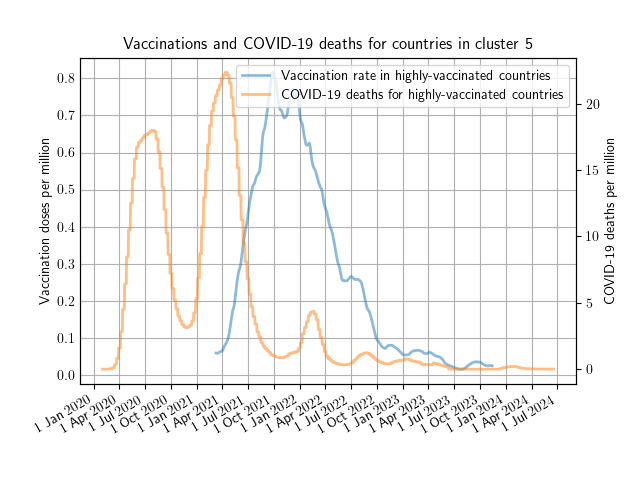 Vaccinations and COVID-19 deaths for countries in cluster 5
Vaccination rate in highly-vaccinated countries
COVID-19 deaths for highly-vaccinated countries
Vaccination doses per million
0.8
0.7
0.6
0.5
0.4
0.3
0.2
0.1
0.0
20
15
10
5
0
COVID-19 deaths per million
1 Jan 2020
1 Apr 2020
1 Jul 2020
1 Oct 2020
1 Jan 2021
1 Apr 2021
1 Jul 2021
1 Oct 2021
1 Jan 2022
1 Apr 2022
1 Jul 2022
1 Oct 2022
1 Jan 2023
1 Apr 2023
1 Jul 2023
1 Oct 2023
1 Jan 2024
1 Apr 2024
1 Jul 2024